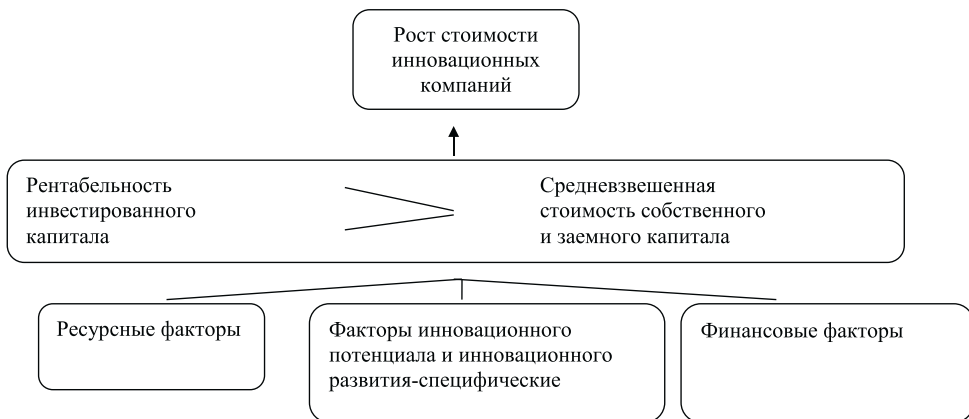 Рост стоимости
инновационных
компаний
Рентабельность
инвестированного
капитала
Средневзвешенная
стоимость собственного
и заемного капитала
Ресурсные факторы
Факторы инновационного
потенциала и инновационного
развития-специфические
Финансовые факторы